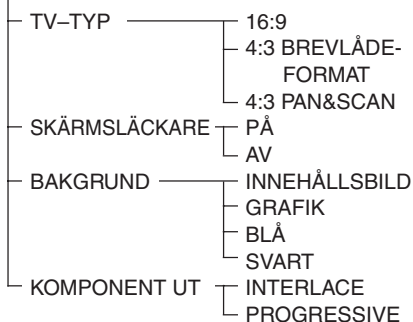 TV–TYP 16:9
4:3 BREVLÅDE-
FORMAT
4:3 PAN&SCAN
SKÄRMSLÄCKARE PÅ
AV
BAKGRUND INNEHÅLLSBILD
GRAFIK
BLÅ
SVART
KOMPONENT UT INTERLACE
PROGRESSIVE